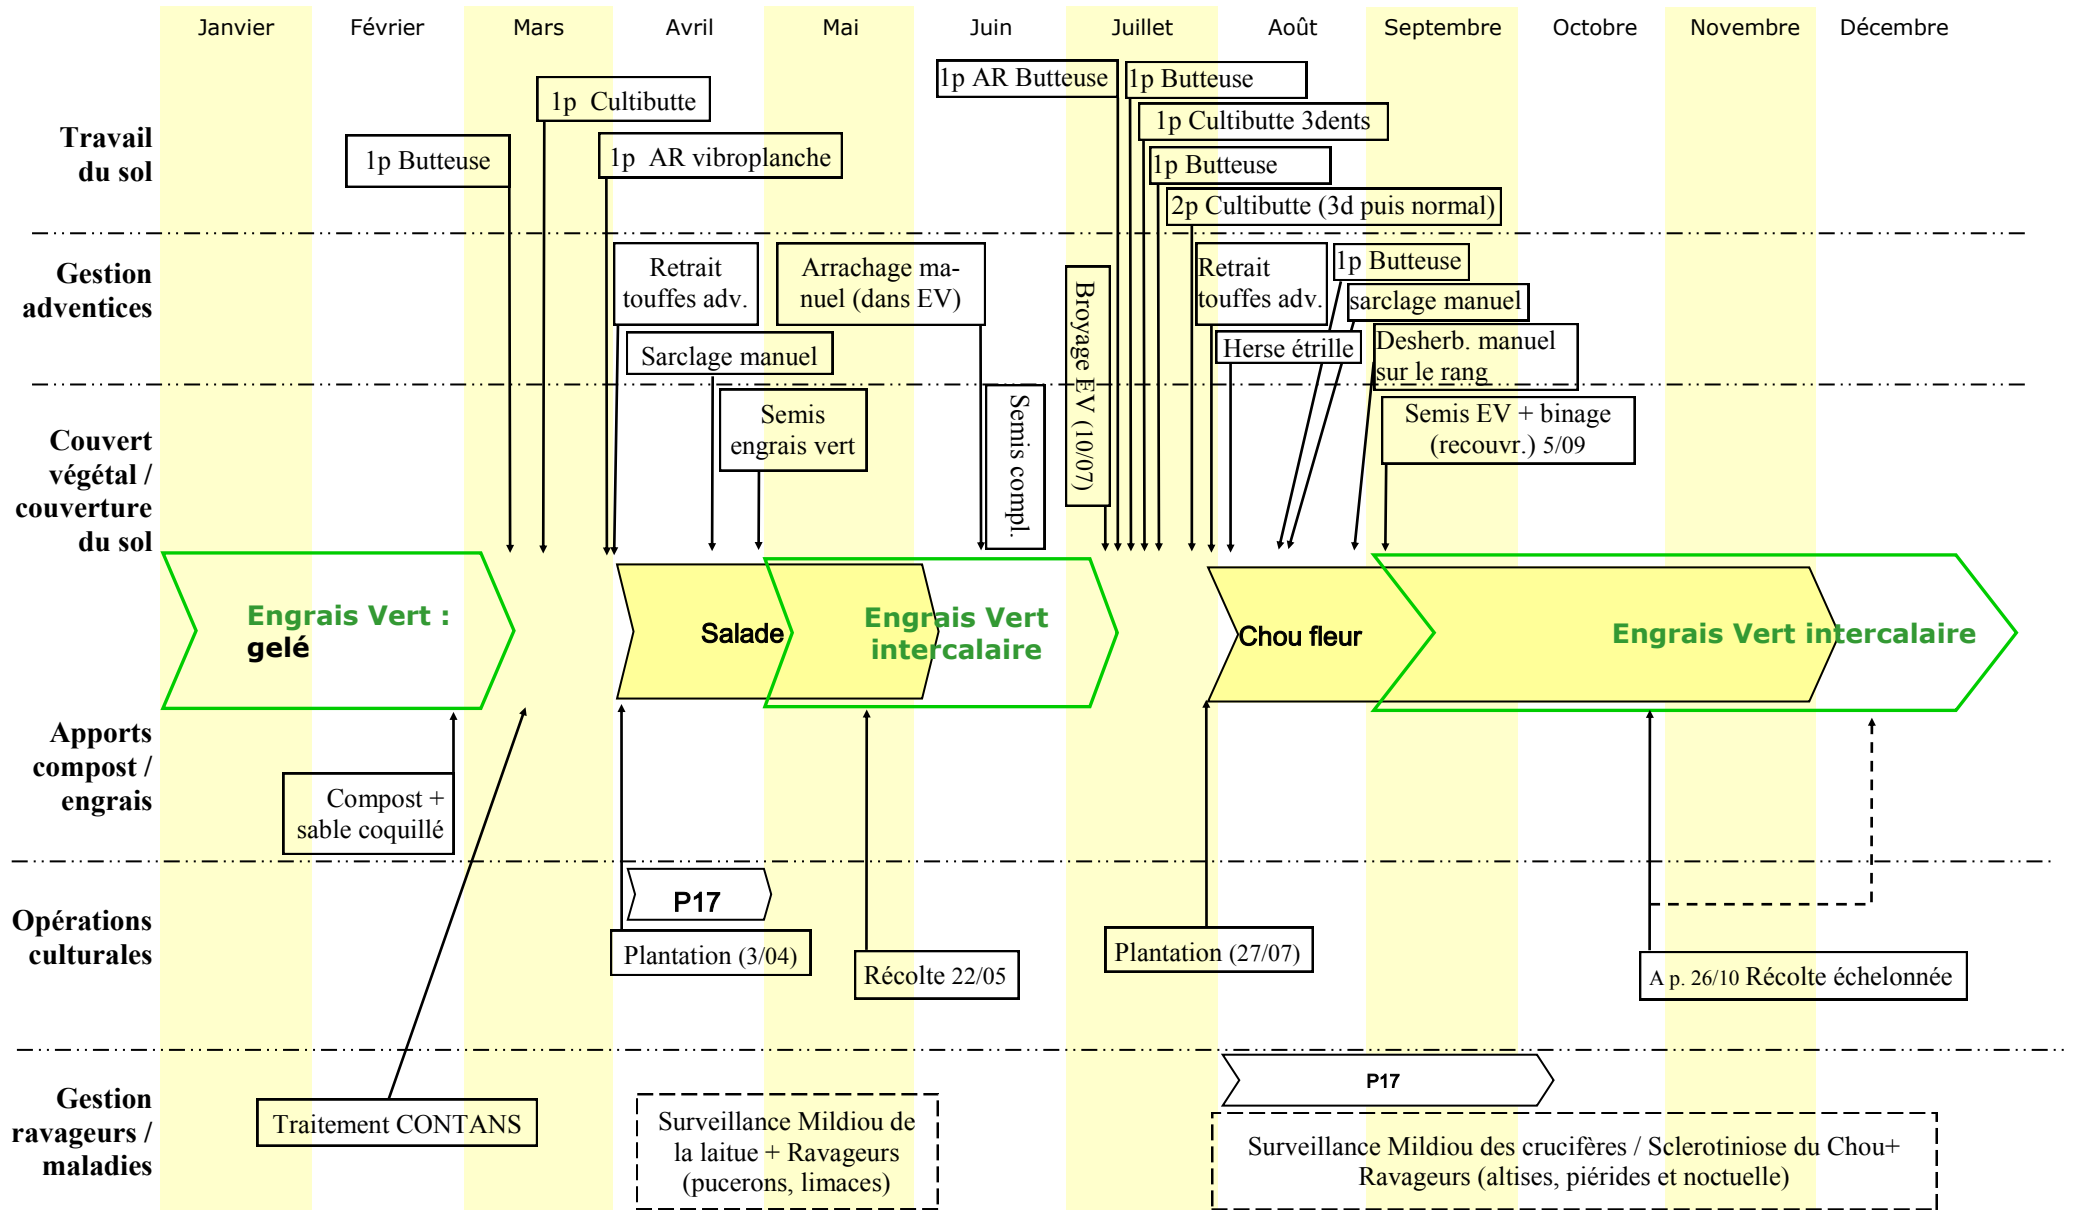 Janvier Février Mars Avril Mai Juin Juillet Août Septembre Octobre Novembre Décembre
Travail
du sol
1p Butteuse
1p Cultibutte
1p AR vibroplanche
1p AR Butteuse
1p Butteuse
1p Cultibutte 3dents
1p Butteuse
2p Cultibutte (3d puis normal)
Gestion
adventices
Retrait
touffes adv.
Sarclage manuel
Arrachage ma-
nuel (dans EV)
Broyage EV (10/07)
Retrait
touffes adv.
Herse étrille
1p Butteuse
sarclage manuel
Desherb. manuel
sur le rang
Couvert
végétal /
couverture
du sol
Semis
engrais vert
Semis compl.
Semis EV + binage
(recouvr.) 5/09
Engrais Vert :
gelé
Salade
Engrais Vert
intercalaire
Chou fleur
Engrais Vert intercalaire
Apports
compost /
engrais
Compost +
sable coquillé
Opérations
culturales
P17
Plantation (3/04)
Récolte 22/05
Plantation (27/07)
A p. 26/10 Récolte échelonnée
Gestion
ravageurs /
maladies
Traitement CONTANS
Surveillance Mildiou de
la laitue + Ravageurs
(pucerons, limaces)
P17
Surveillance Mildiou des crucifères / Sclerotiniose du Chou+
Ravageurs (altises, piérides et noctuelle)